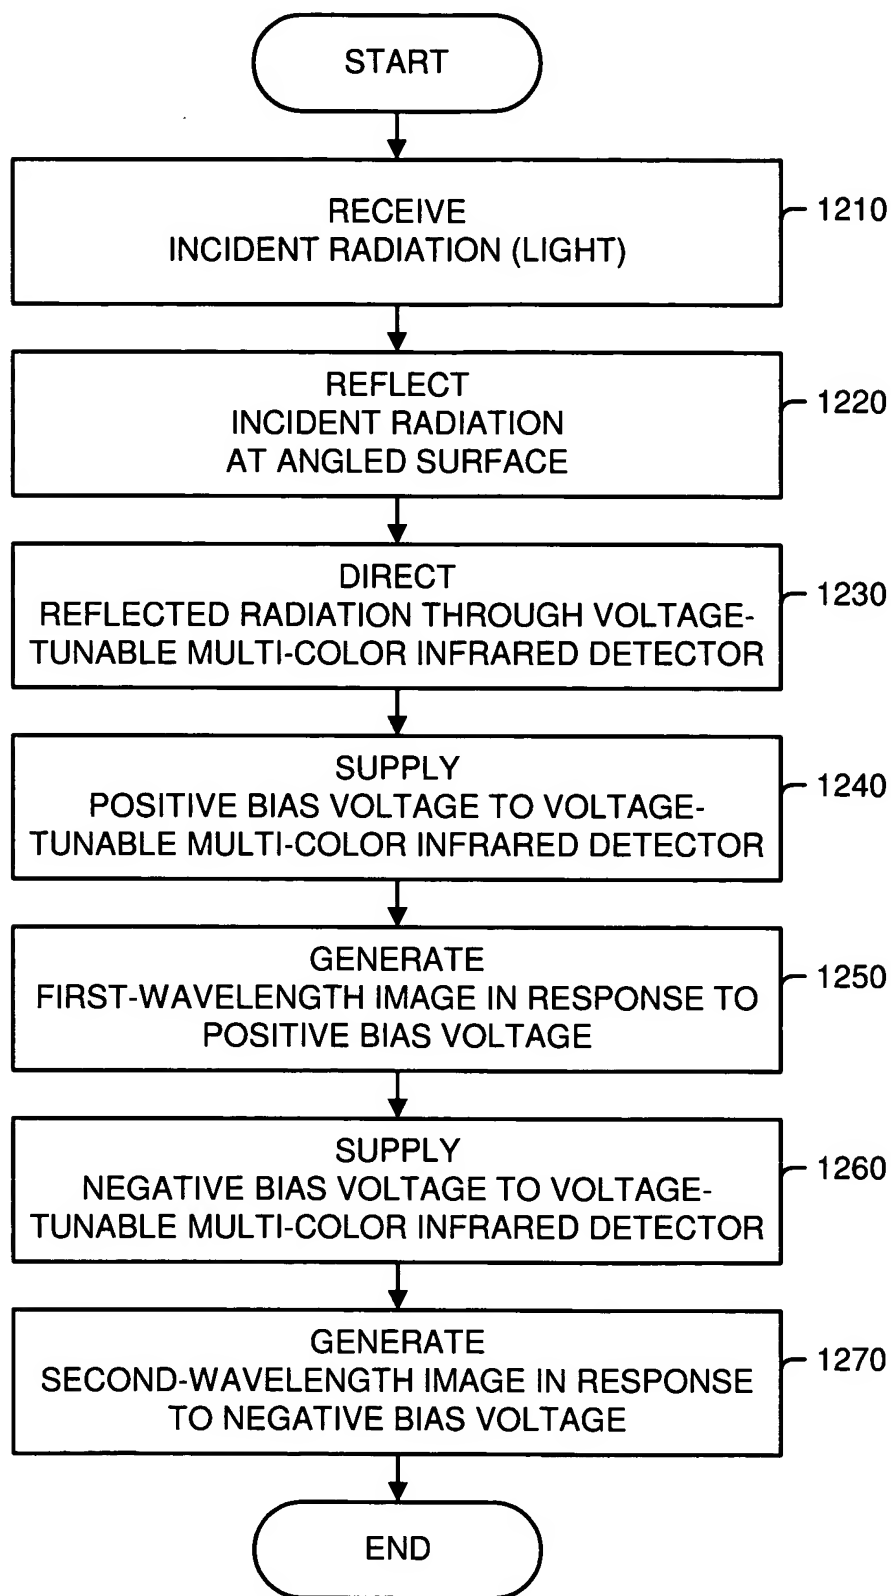 START
RECEIVE
INCIDENT RADIATION (LIGHT)
1210
REFLECT
INCIDENT RADIATION
AT ANGLED SURFACE
1220
DIRECT
REFLECTED RADIATION THROUGH VOLTAGE-
TUNABLE MULTI-COLOR INFRARED DETECTOR
1230
SUPPLY
POSITIVE BIAS VOLTAGE TO VOLTAGE-
TUNABLE MULTI-COLOR INFRARED DETECTOR
1240
GENERATE
FIRST-WAVELENGTH IMAGE IN RESPONSE TO
POSITIVE BIAS VOLTAGE
1250
SUPPLY
NEGATIVE BIAS VOLTAGE TO VOLTAGE-
TUNABLE MULTI-COLOR INFRARED DETECTOR
1260
GENERATE
SECOND-WAVELENGTH IMAGE IN RESPONSE
TO NEGATIVE BIAS VOLTAGE
1270
END